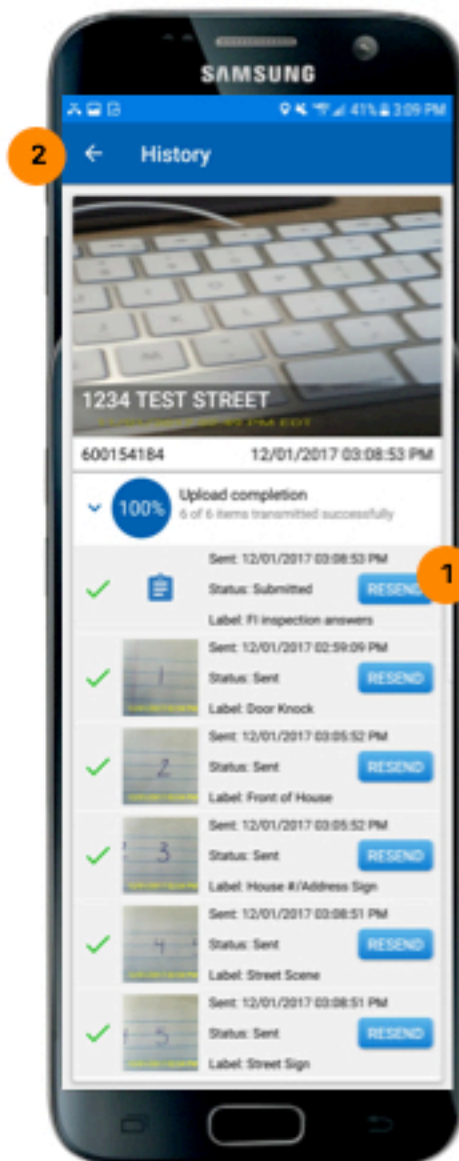 SAMSUNG
41% 3:09 PM
2
History
1234 TEST STREET
PM EDT
600154184 12/01/2017 03:08:53 PM
100%
Upload completion
6 of 6 items transmitted successfully
Sent: 12/01/2017 03:08:53 PM
1
Status: Submitted RESEND
Label: FI inspection answers
Sent: 12/01/2017 02:59:09 PM
1
Status: Sent RESEND
Label: Door Knock
Sent: 12/01/2017 03:05:52 PM
2
Status: Sent RESEND
Label: Front of House
Sent: 12/01/2017 03:05:52 PM
3
Status: Sent RESEND
Label: House #/Address Sign
Sent: 12/01/2017 03:08:51 PM
4
Status: Sent RESEND
Label: Street Scene
Sent: 12/01/2017 03:08:51 PM
5
Status: Sent RESEND
Label: Street Sign